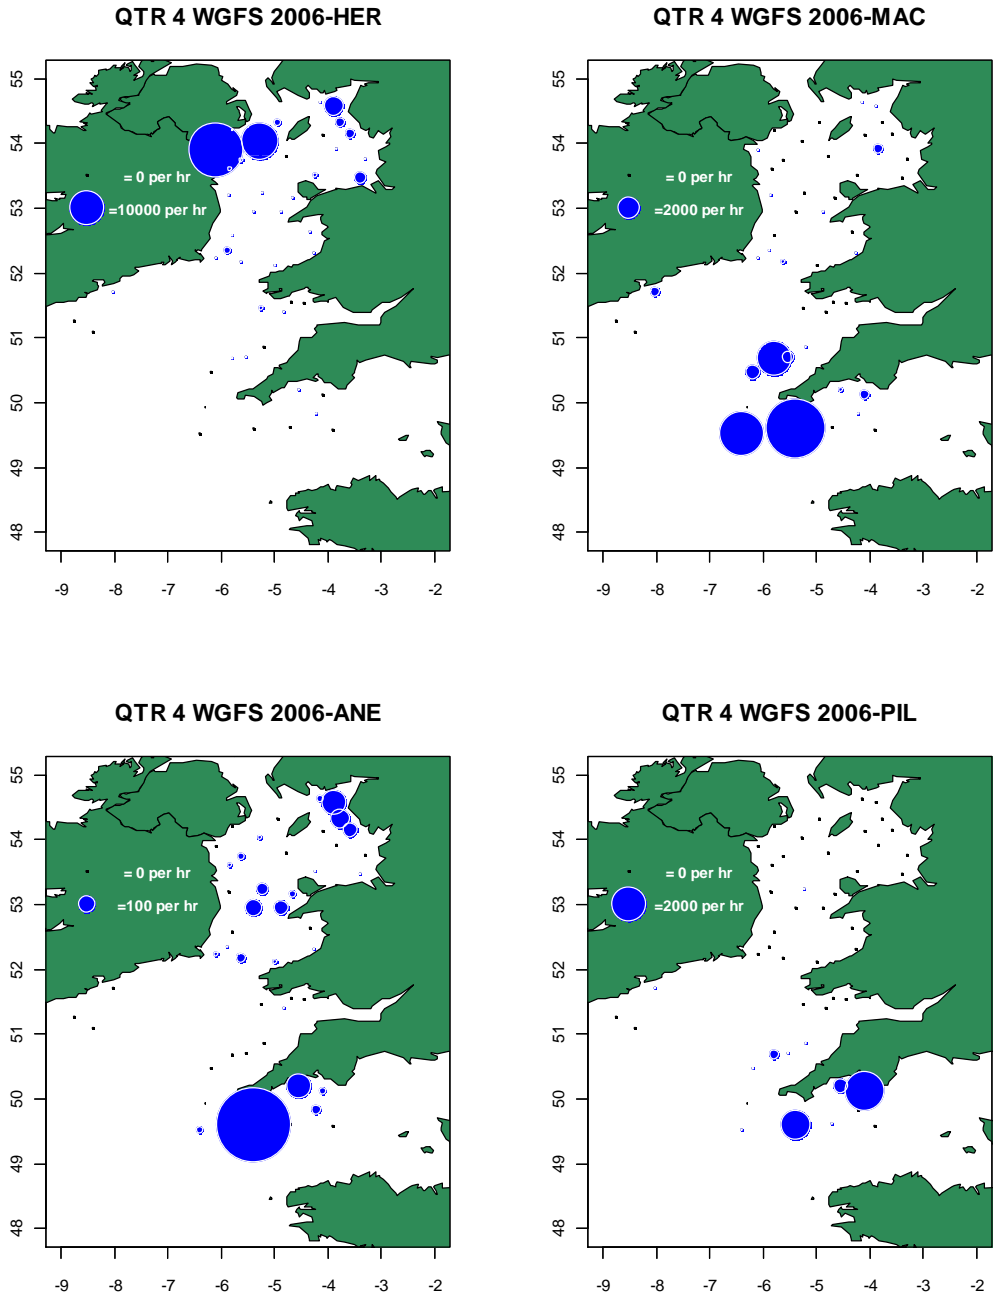 QTR 4 WGFS 2006-HER
55
54
53
52
51
50
49
48
= 0 per hr
=10000 per hr
-9 -8 -7 -6 -5 -4 -3 -2
QTR 4 WGFS 2006-MAC
55
54
53
52
51
50
49
48
= 0 per hr
=2000 per hr
-9 -8 -7 -6 -5 -4 -3 -2
QTR 4 WGFS 2006-ANE
55
54
53
52
51
50
49
48
= 0 per hr
=100 per hr
-9 -8 -7 -6 -5 -4 -3 -2
QTR 4 WGFS 2006-PIL
55
54
53
52
51
50
49
48
= 0 per hr
=2000 per hr
-9 -8 -7 -6 -5 -4 -3 -2